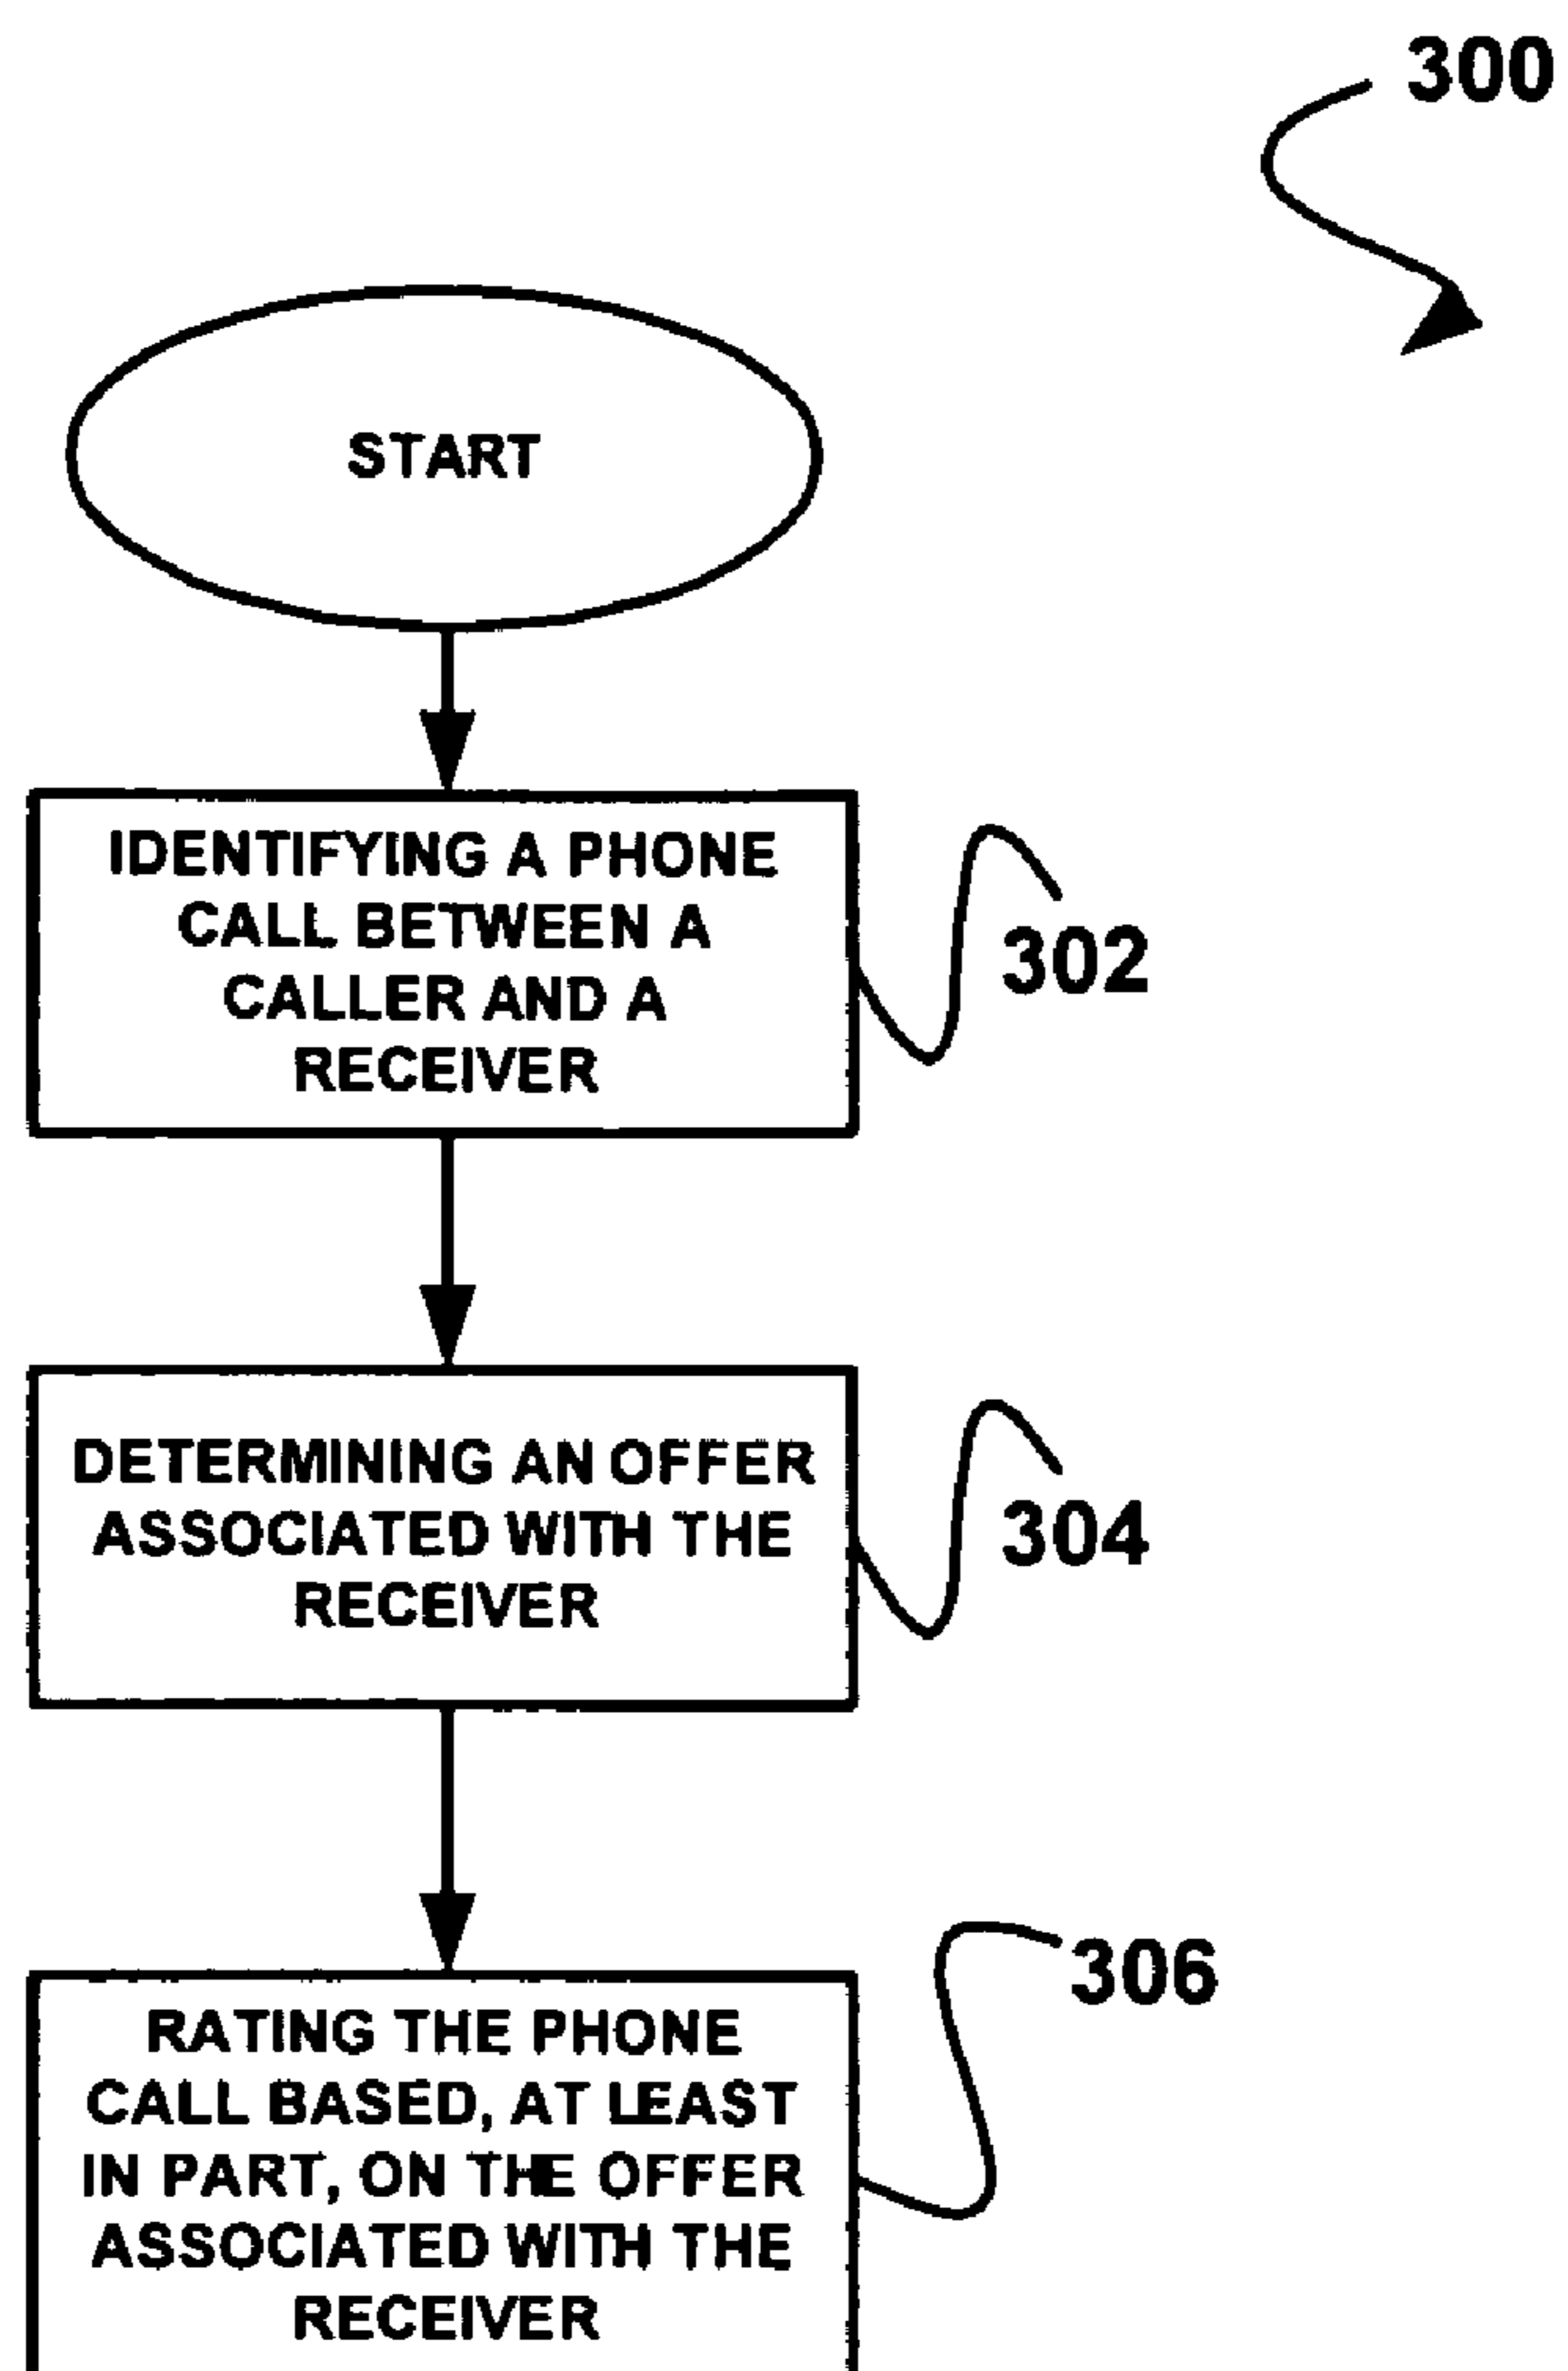 300
START
IDENTIFYING A PHONE
CALL BETWEEN A
CALLER AND A
RECEIVER
302
DETERMINING AN OFFER
ASSOCIATED WITH THE
RECEIVER
304
RATING THE PHONE
CALL BASED, AT LEAST
IN PART, ON THE OFFER
ASSOCIATED WITH THE
RECEIVER
306